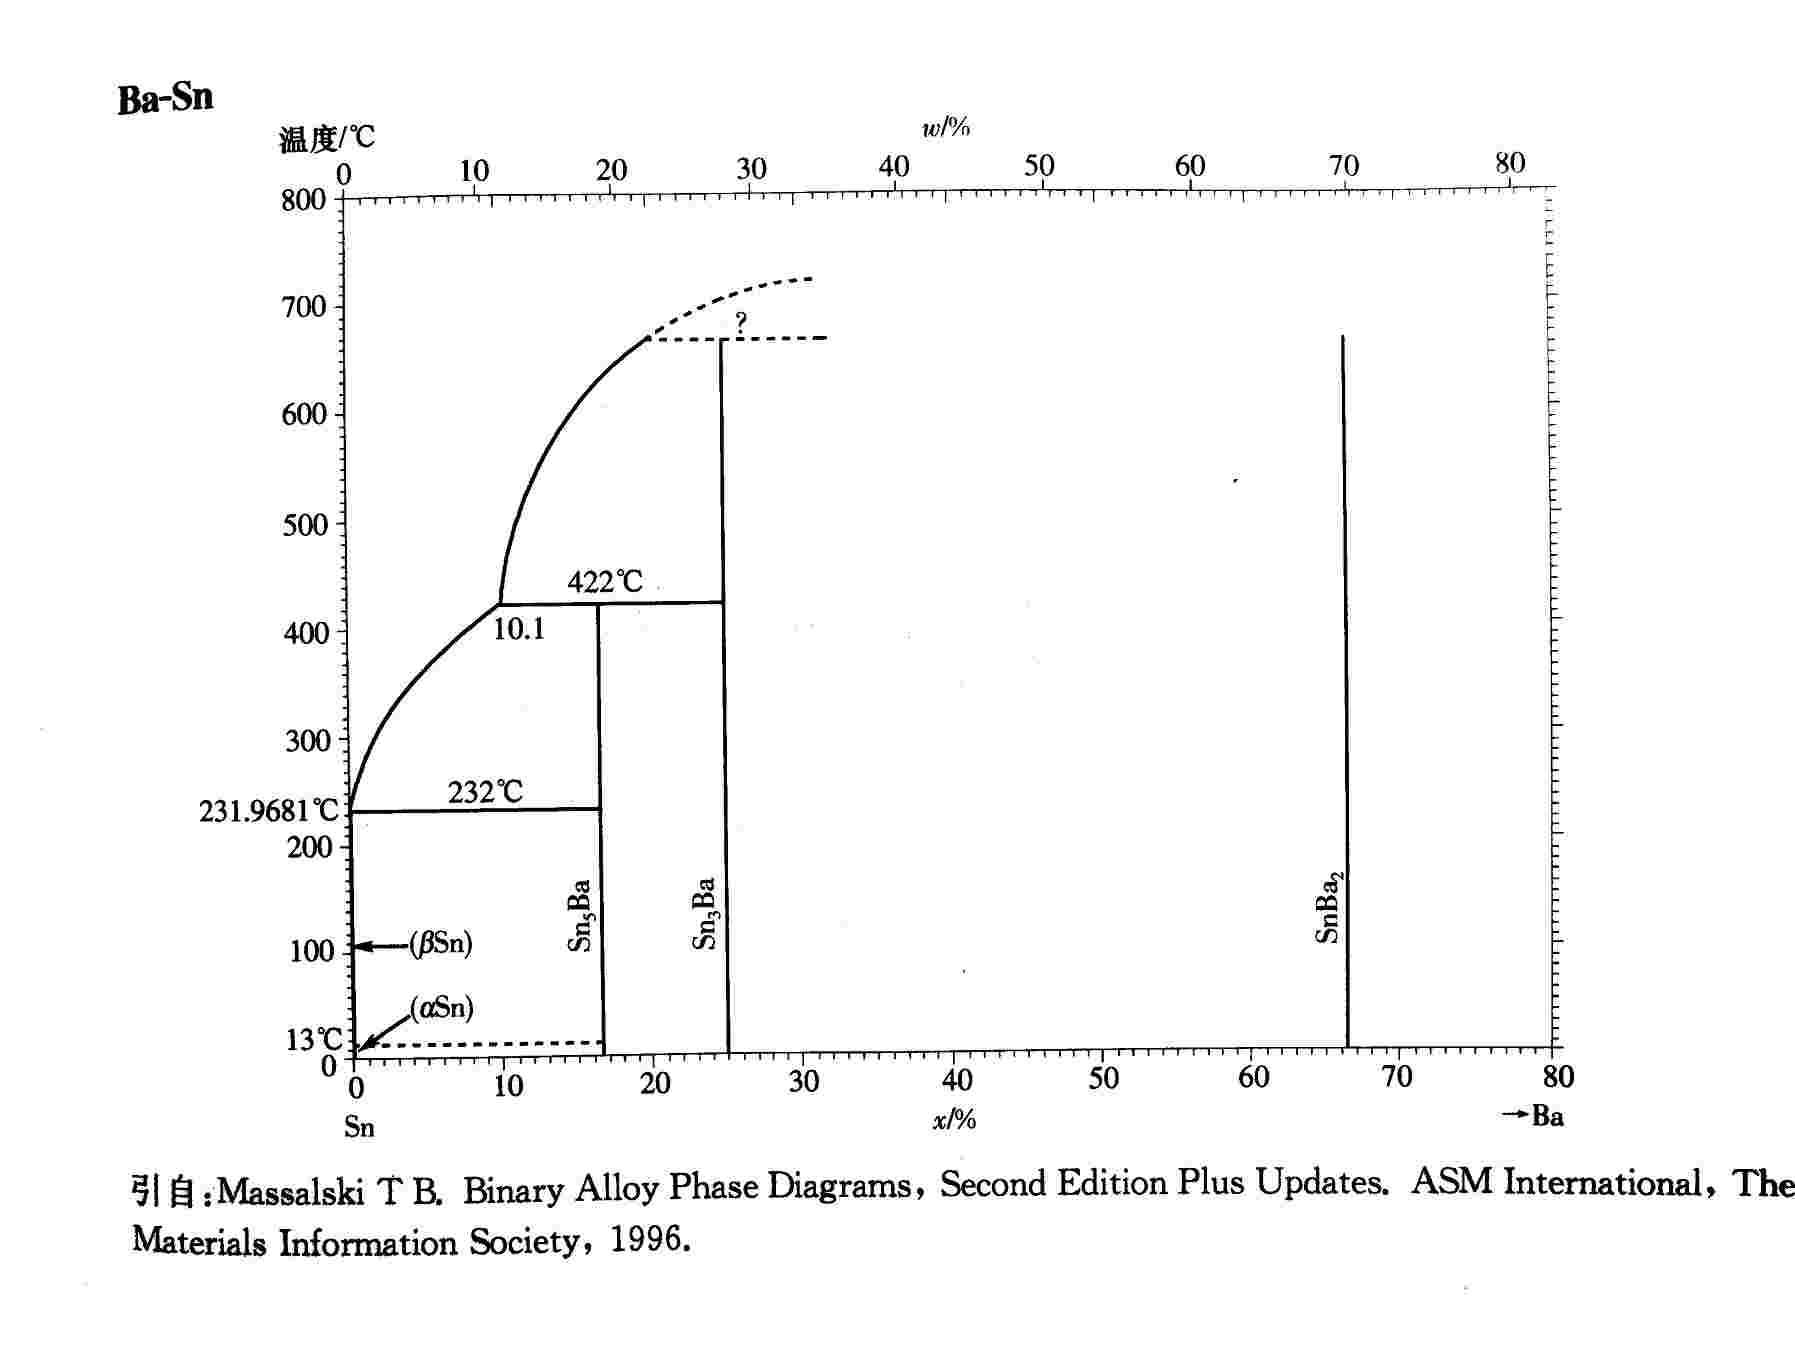 Ba-Sn
温度/℃
w/%
0 10 20 30 40 50 60 70 80
800
700
?
600
500
422℃
400
10.1
300
232℃
231.9681℃
200
Sn₅Ba
Sn₃Ba
SnBa₂
100
(βSn)
(αSn)
13℃
0
0 10 20 30 40 50 60 70 80
Sn
x/%
→Ba
引自:Massalski T B. Binary Alloy Phase Diagrams, Second Edition Plus Updates. ASM International, The
Materials Information Society, 1996.